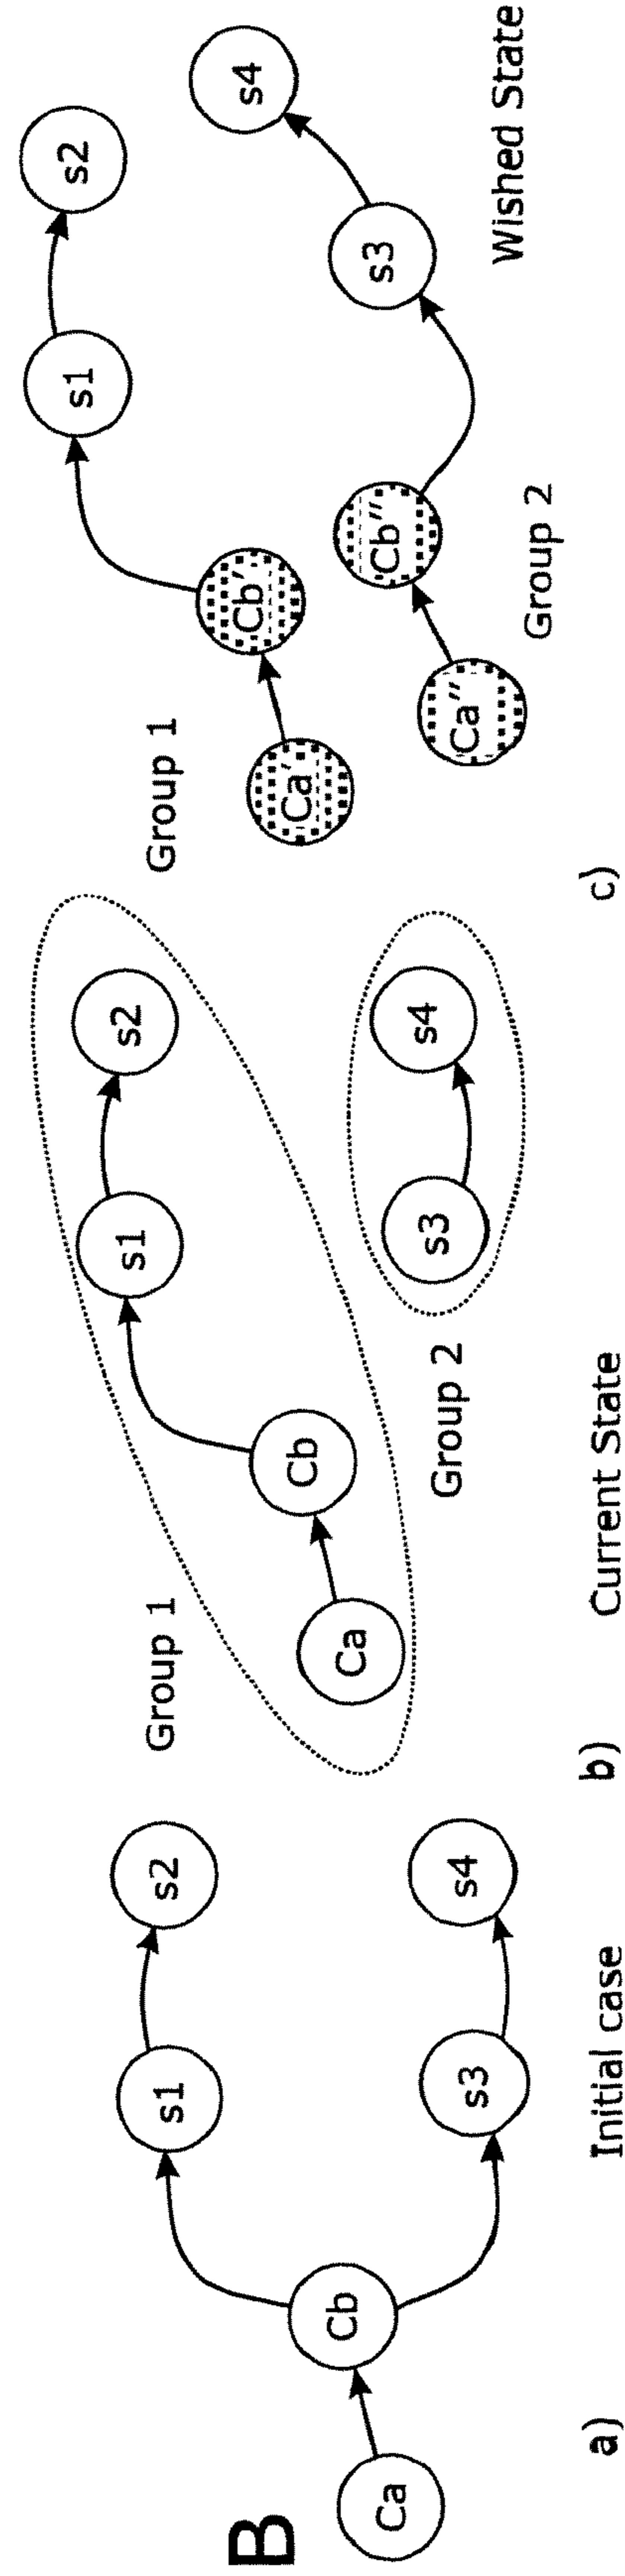 B
s2
s1
Cb
Ca
s3
s4
a)
Initial case
Group 1
s2
s1
Cb
Ca
Group 2
s3
s4
b)
Current State
Group 1
s2
s1
Cb′
Ca′
s4
s3
Cb′′
Ca′′
Group 2
c)
Wished State